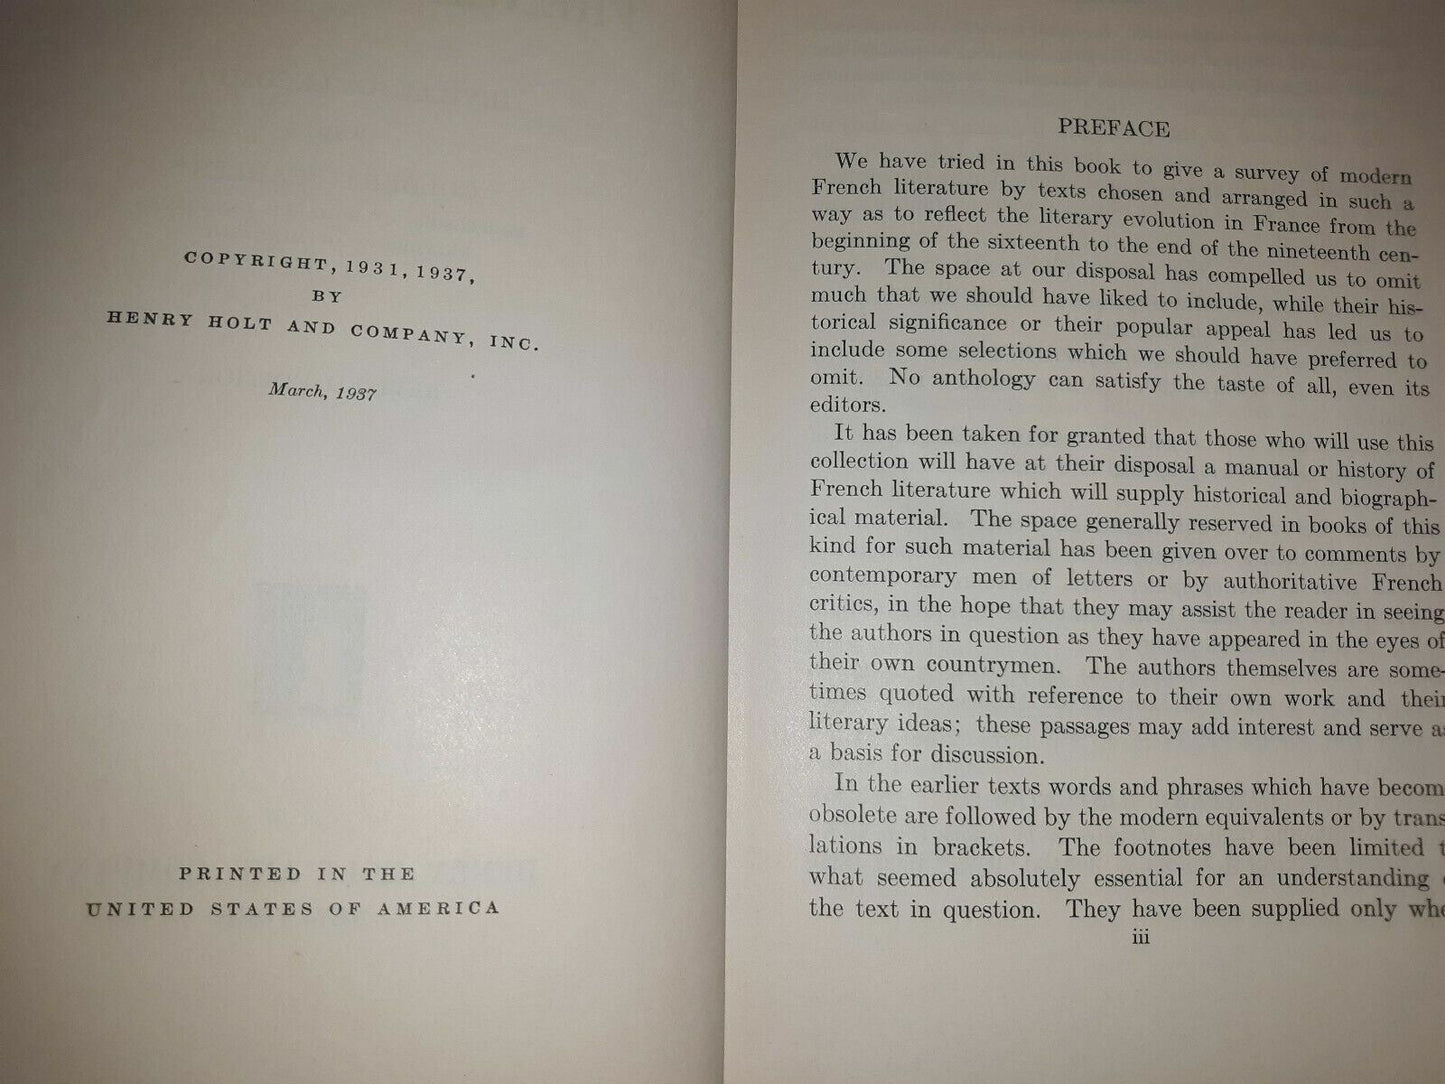 COPYRIGHT, 1931, 1937,
BY
HENRY HOLT AND COMPANY, INC.
March, 1937
PRINTED IN THE
UNITED STATES OF AMERICA
PREFACE
We have tried in this book to give a survey of modern
French literature by texts chosen and arranged in such a
way as to reflect the literary evolution in France from the
beginning of the sixteenth to the end of the nineteenth cen-
tury. The space at our disposal has compelled us to omit
much that we should have liked to include, while their his-
torical significance or their popular appeal has led us to
include some selections which we should have preferred to
omit. No anthology can satisfy the taste of all, even its
editors.
It has been taken for granted that those who will use this
collection will have at their disposal a manual or history of
French literature which will supply historical and biograph-
ical material. The space generally reserved in books of this
kind for such material has been given over to comments by
contemporary men of letters or by authoritative French
critics, in the hope that they may assist the reader in seeing
the authors in question as they have appeared in the eyes of
their own countrymen. The authors themselves are some-
times quoted with reference to their own work and their
literary ideas; these passages may add interest and serve as
a basis for discussion.
In the earlier texts words and phrases which have becom
obsolete are followed by the modern equivalents or by trans
lations in brackets. The footnotes have been limited t
what seemed absolutely essential for an understanding
the text in question. They have been supplied only whe
iii